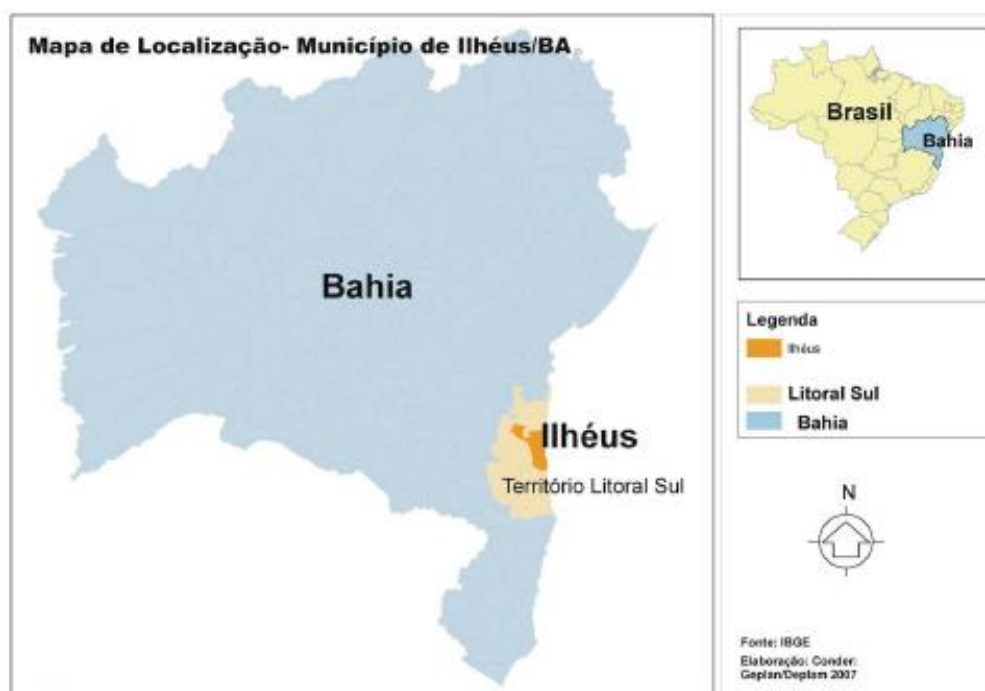 Mapa de Localização- Município de Ilhéus/BA
Bahia
Ilhéus
Território Litoral Sul
Brasil
Bahia
Legenda
Ilhéus
Litoral Sul
Bahia
N
Fonte: IBGE
Elaboração: Conder:
Geplan/Deplam 2007